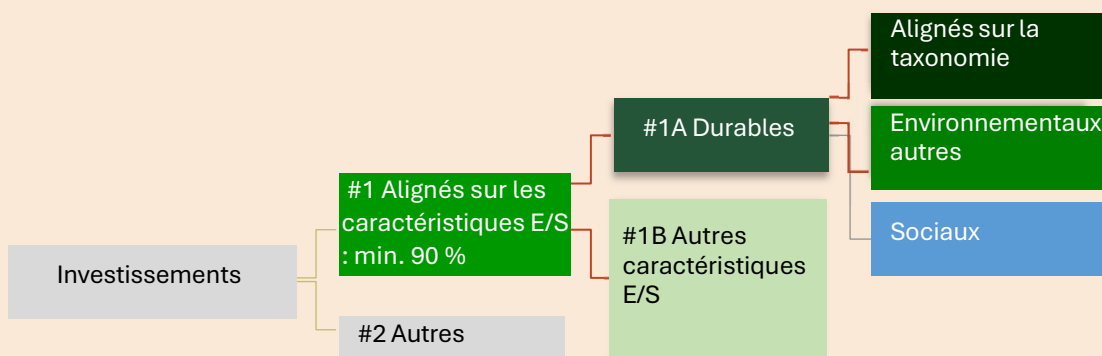 Investissements
#1 Alignés sur les
caractéristiques E/S
: min. 90 %
#2 Autres
#1A Durables
#1B Autres
caractéristiques
E/S
Alignés sur la
taxonomie
Environnementaux
autres
Sociaux